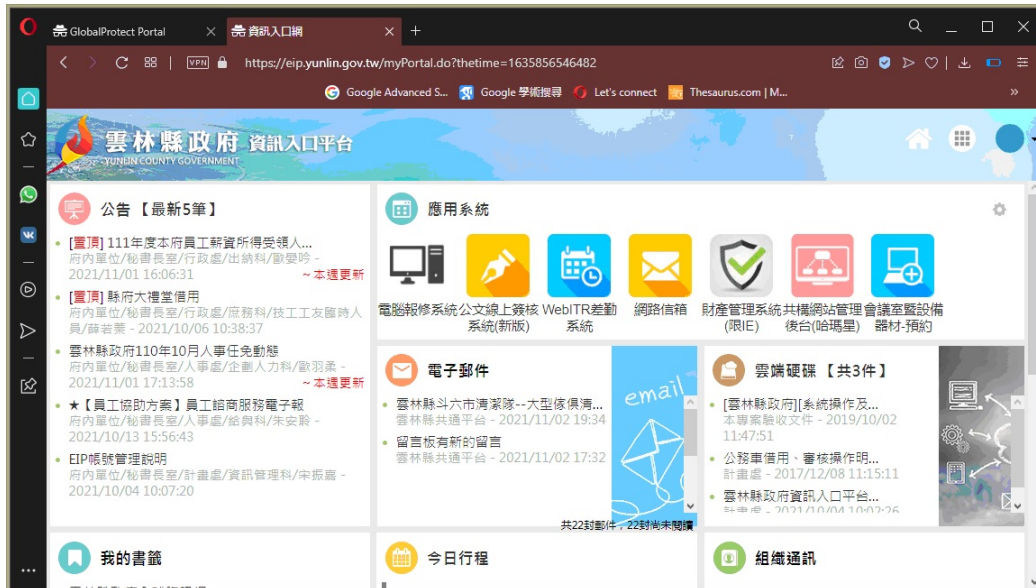 GlobalProtect Portal
資訊入口網
VPN
https://eip.yunlin.gov.tw/myPortal.do?thetime=1635856546482
Google Advanced S...
Google 學術搜尋
Let's connect
Thesaurus.com | M...
雲林縣政府 資訊入口平台
YUNLIN COUNTY GOVERNMENT
公告【最新5筆】
[置頂] 111年度本府員工薪資所得受領人...
府內單位/秘書長室/行政處/出納科/歐晏吟 -
2021/11/01 16:06:31
~本週更新
[置頂] 縣府大禮堂借用
府內單位/秘書長室/行政處/庶務科/技工工友臨時人
員/薛若蘭 - 2021/10/06 10:38:37
雲林縣政府110年10月人事任免動態
府內單位/秘書長室/人事處/企劃人力科/歐羽柔 -
2021/11/01 17:13:58
~本週更新
★【員工協助方案】員工諮商服務電子報
府內單位/秘書長室/人事處/給與科/朱安聆 -
2021/10/13 15:56:43
EIP帳號管理說明
府內單位/秘書長室/計畫處/資訊管理科/宋振嘉 -
2021/10/04 10:07:20
應用系統
電腦報修系統
公文線上簽核
系統(新版)
WebITR差勤
系統
網路信箱
財產管理系統
(限IE)
共構網站管理
後台(哈瑪星)
會議室暨設備
器材-預約
電子郵件
雲林縣斗六市清潔隊--大型傢俱清...
雲林縣共通平台 - 2021/11/02 19:34
留言板有新的留言
雲林縣共通平台 - 2021/11/02 17:32
email
共22封郵件，22封尚未閱讀
雲端硬碟【共3件】
[雲林縣政府][系統操作及...
本專案驗收文件 - 2019/10/02
11:47:51
公務車借用、審核操作明...
計畫處 - 2017/12/08 11:15:11
雲林縣政府資訊入口平台...
計畫處 - 2021/10/04 10:02:26
我的書籤
今日行程
組織通訊